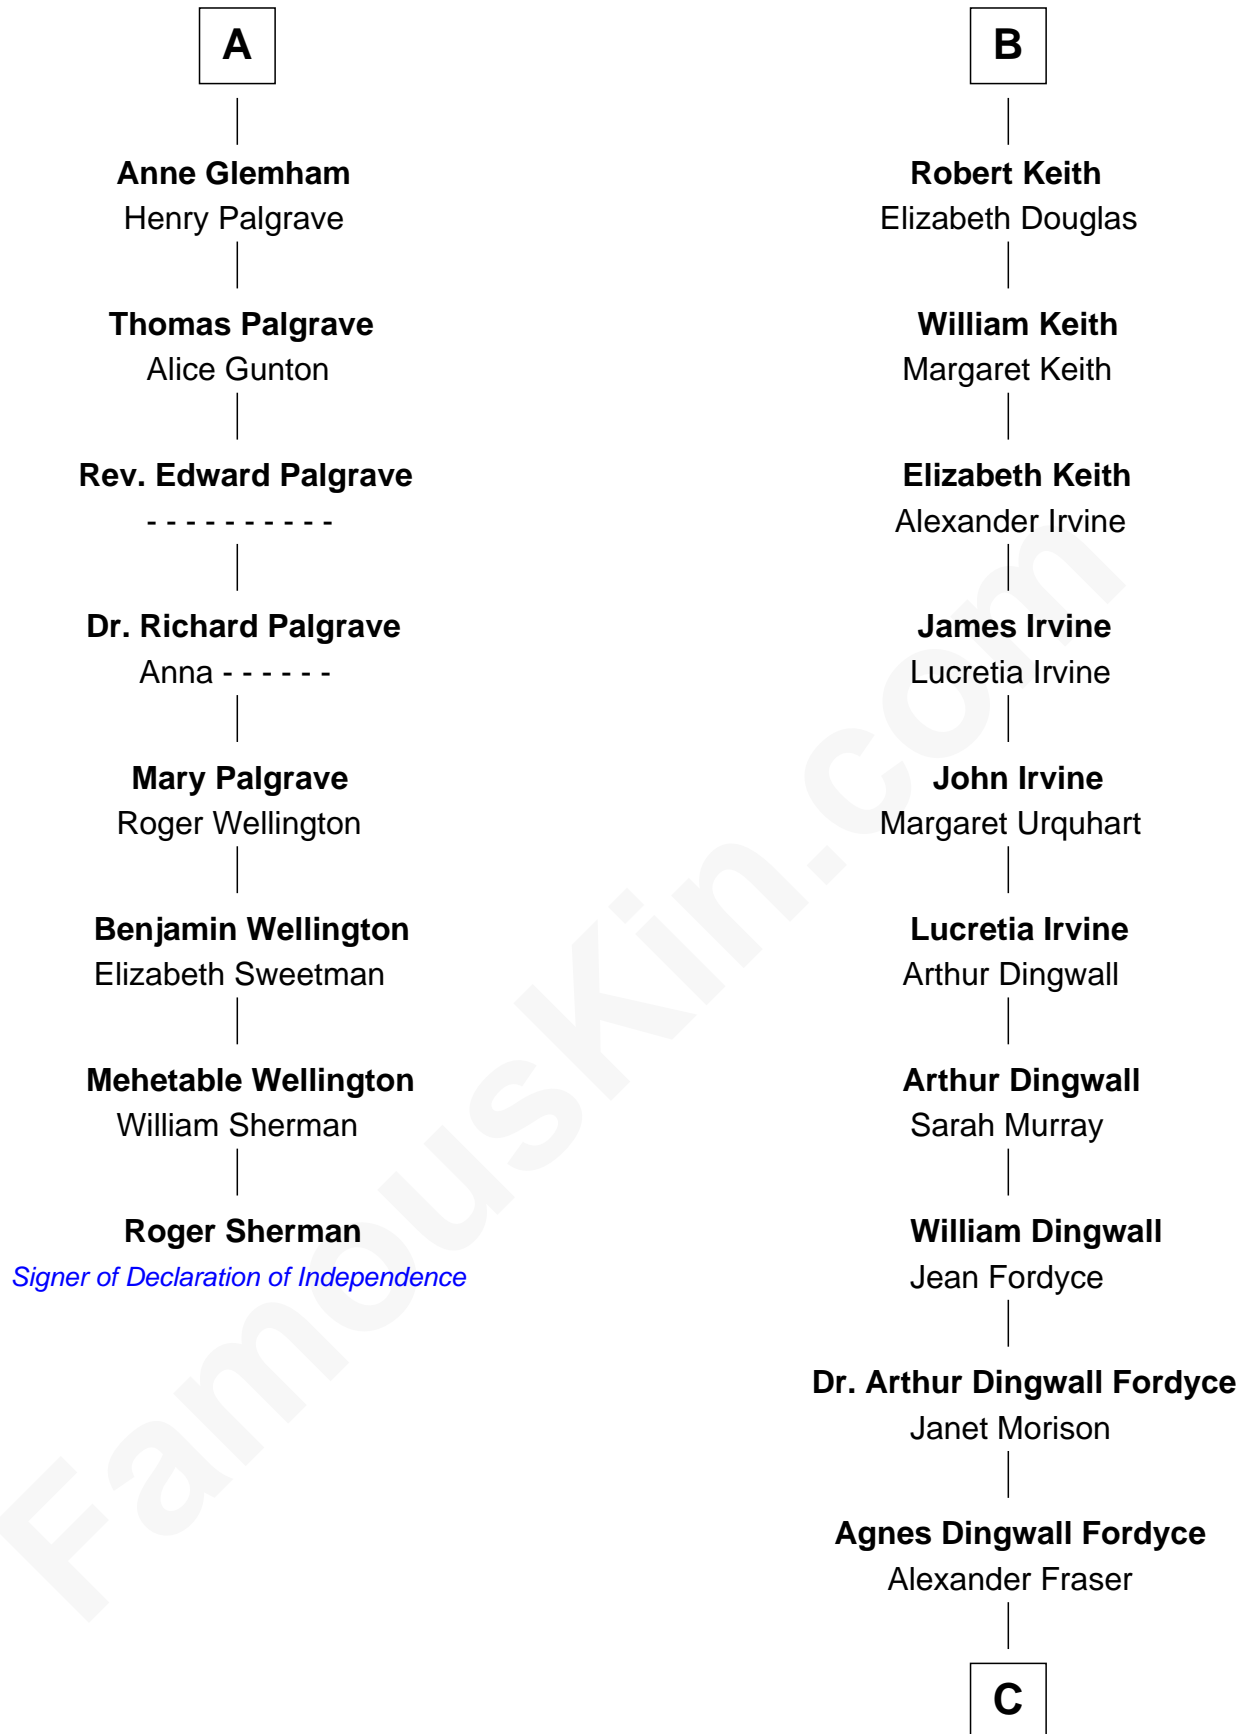 A
Anne Glemham
Henry Palgrave
Thomas Palgrave
Alice Gunton
Rev. Edward Palgrave
- - - - - - - - - -
Dr. Richard Palgrave
Anna - - - - - -
Mary Palgrave
Roger Wellington
Benjamin Wellington
Elizabeth Sweetman
Mehetable Wellington
William Sherman
Roger Sherman
Signer of Declaration of Independence
B
Robert Keith
Elizabeth Douglas
William Keith
Margaret Keith
Elizabeth Keith
Alexander Irvine
James Irvine
Lucretia Irvine
John Irvine
Margaret Urquhart
Lucretia Irvine
Arthur Dingwall
Arthur Dingwall
Sarah Murray
William Dingwall
Jean Fordyce
Dr. Arthur Dingwall Fordyce
Janet Morison
Agnes Dingwall Fordyce
Alexander Fraser
C
FamousKin.com